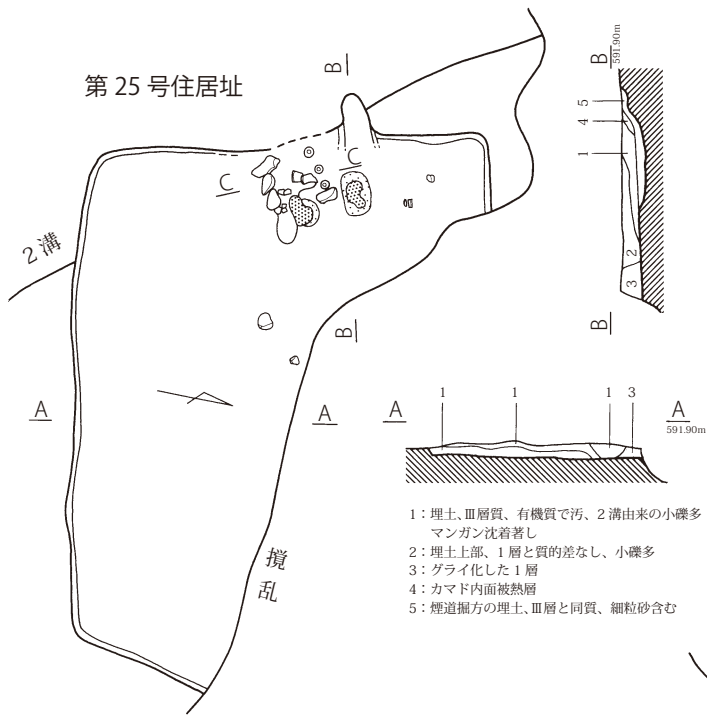 第 25 号住居址
B
B
591.90m
5
4
1
2
3
B
C
C
2 溝
B
A
A
A
1
1
1
3
A
591.90m
攪乱
1：埋土、Ⅲ層質、有機質で汚、2 溝由来の小礫多
マンガン沈着著し
2：埋土上部、1 層と質的差なし、小礫多
3：グライ化した 1 層
4：カマド内面被熱層
5：煙道掘方の埋土、Ⅲ層と同質、細粒砂含む